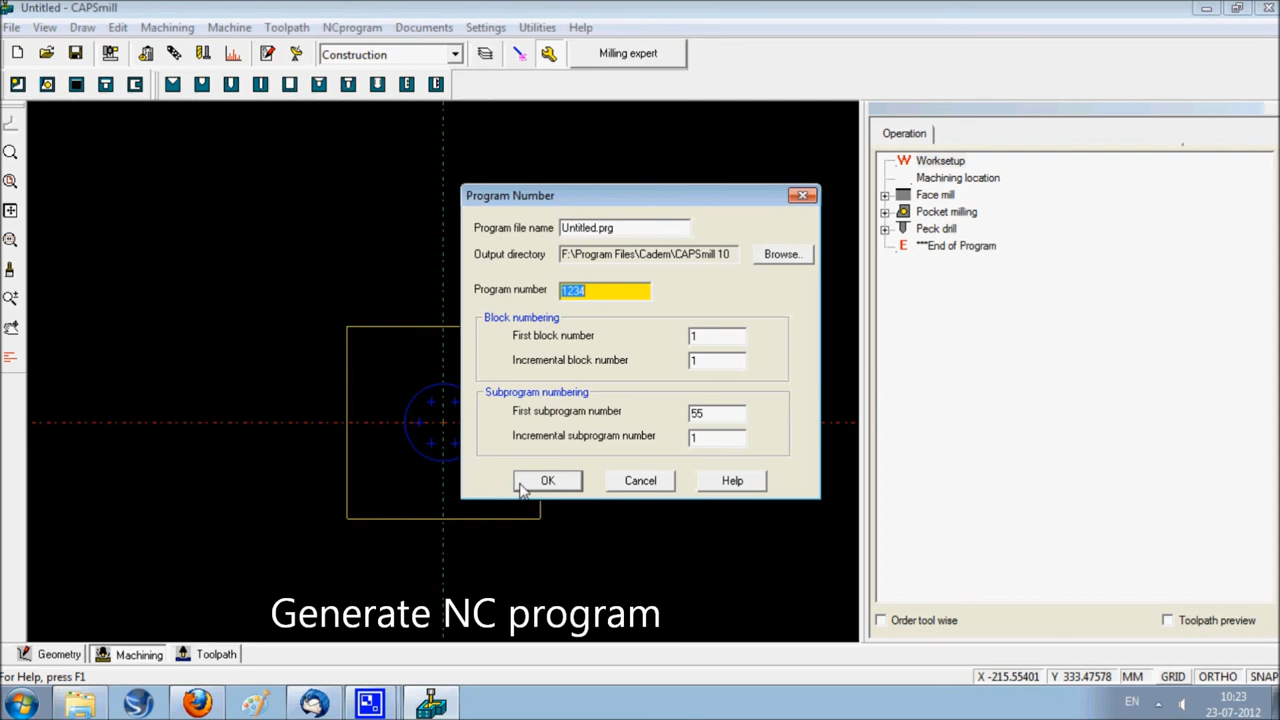 Untitled - CAPSmill
File View Draw Edit Machining Machine Toolpath NCprogram Documents Settings Utilities Help
Construction
Milling expert
Operation
W Worksetup
Machining location
Face mill
Pocket milling
Peck drill
E ***End of Program
Program Number
Program file name Untitled.prg
Output directory F:\Program Files\Cadem\CAPSmill 10 Browse..
Program number 1234
Block numbering
First block number 1
Incremental block number 1
Subprogram numbering
First subprogram number 55
Incremental subprogram number 1
OK Cancel Help
Generate NC program
Order tool wise Toolpath preview
Geometry Machining Toolpath
For Help, press F1 X -215.55401 Y 333.47578 MM GRID ORTHO SNAP
EN 10:23
23-07-2012